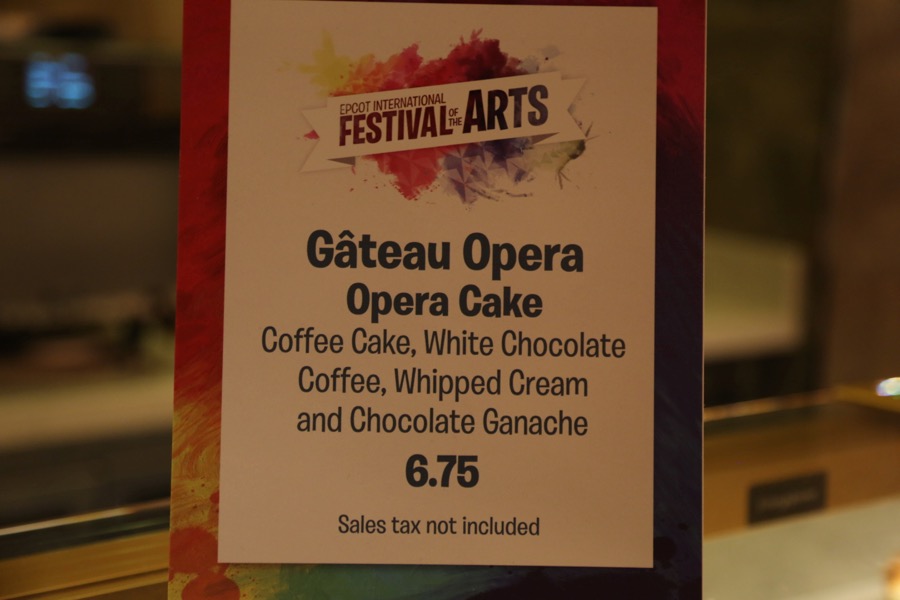 EPCOT INTERNATIONAL
FESTIVAL OF THE ARTS
Gâteau Opera
Opera Cake
Coffee Cake, White Chocolate
Coffee, Whipped Cream
and Chocolate Ganache
6.75
Sales tax not included